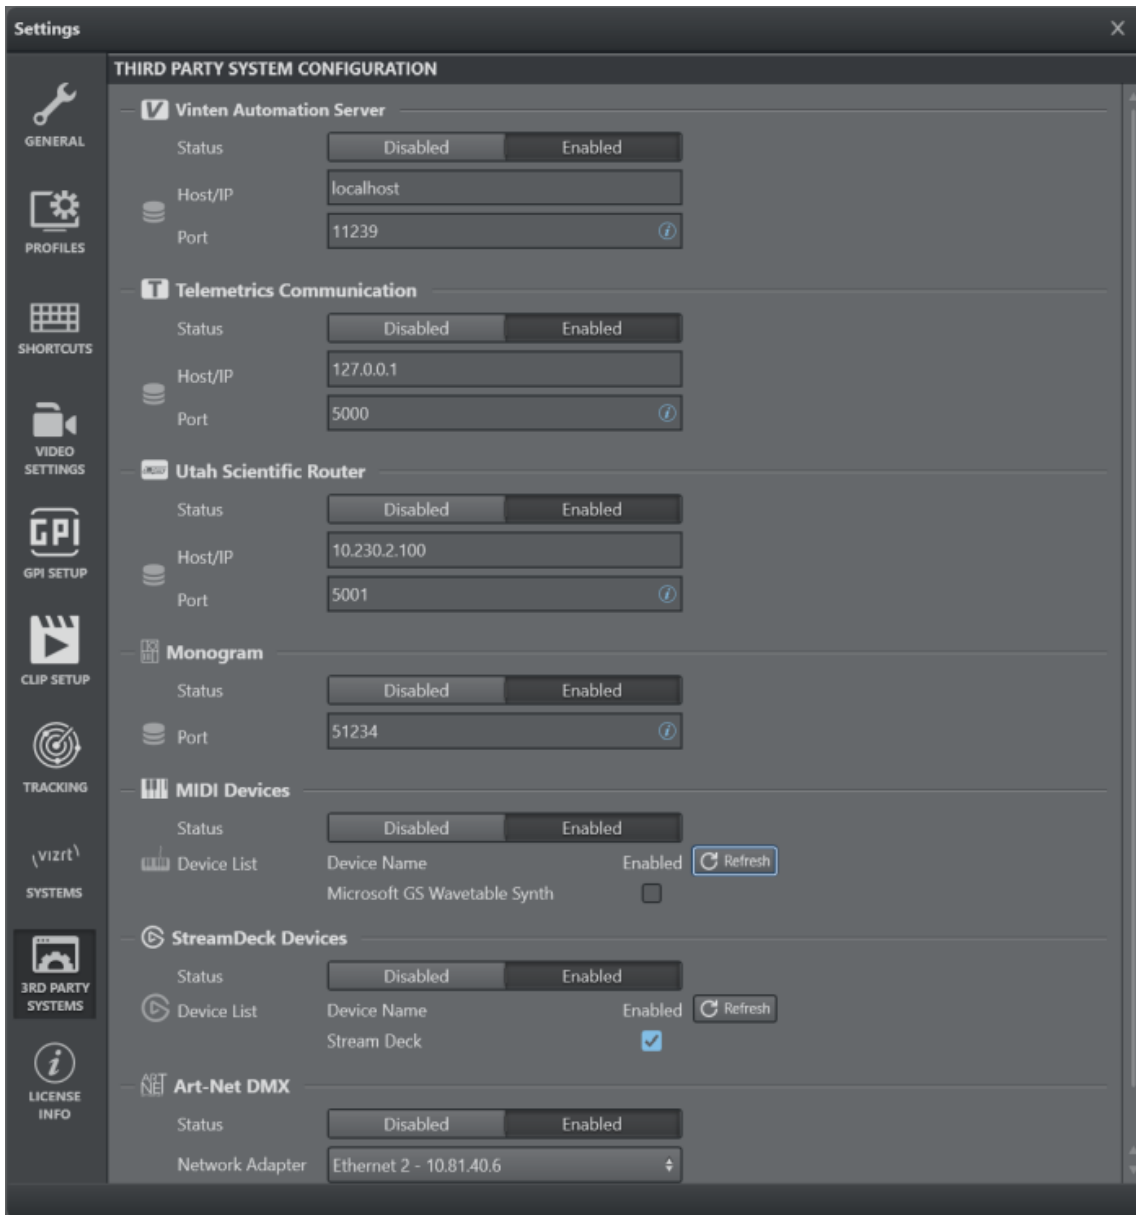 Settings
THIRD PARTY SYSTEM CONFIGURATION
GENERAL
PROFILES
SHORTCUTS
VIDEO
SETTINGS
GPI
GPI SETUP
CLIP SETUP
TRACKING
vizrt
SYSTEMS
3RD PARTY
SYSTEMS
LICENSE
INFO
V Vinten Automation Server
Status Disabled Enabled
Host/IP localhost
Port 11239
T Telemetrics Communication
Status Disabled Enabled
Host/IP 127.0.0.1
Port 5000
Utah Scientific Router
Status Disabled Enabled
Host/IP 10.230.2.100
Port 5001
Monogram
Status Disabled Enabled
Port 51234
MIDI Devices
Status Disabled Enabled
Device List Device Name Enabled Refresh
Microsoft GS Wavetable Synth
StreamDeck Devices
Status Disabled Enabled
Device List Device Name Enabled Refresh
Stream Deck
ART NET Art-Net DMX
Status Disabled Enabled
Network Adapter Ethernet 2 - 10.81.40.6